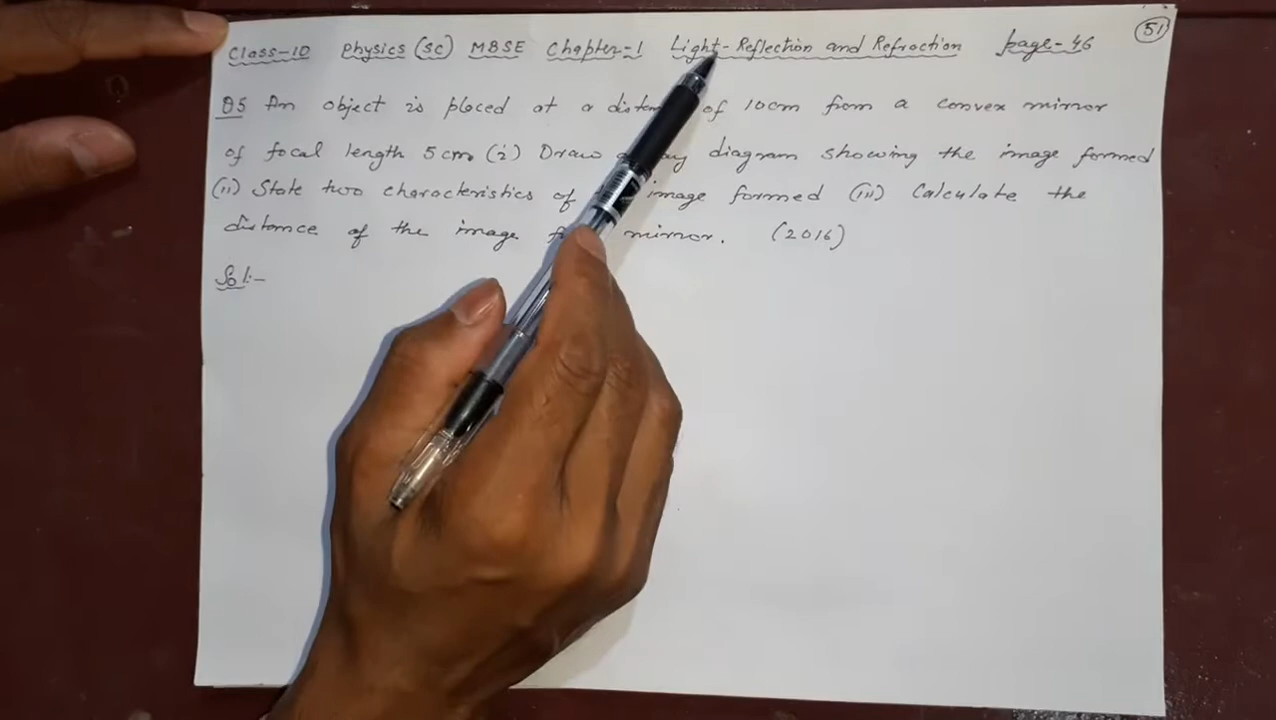 51
Class-10 Physics (SC) MBSE Chapter-1 Light-Reflection and Refraction page-46
Q5 An object is placed at a of 10cm from a convex mirror
of focal length 5cm (i) Draw diagram showing the image formed
(ii) State two characteristics of image formed (iii) Calculate the
distance of the image mirror. (2016)
Sol:-